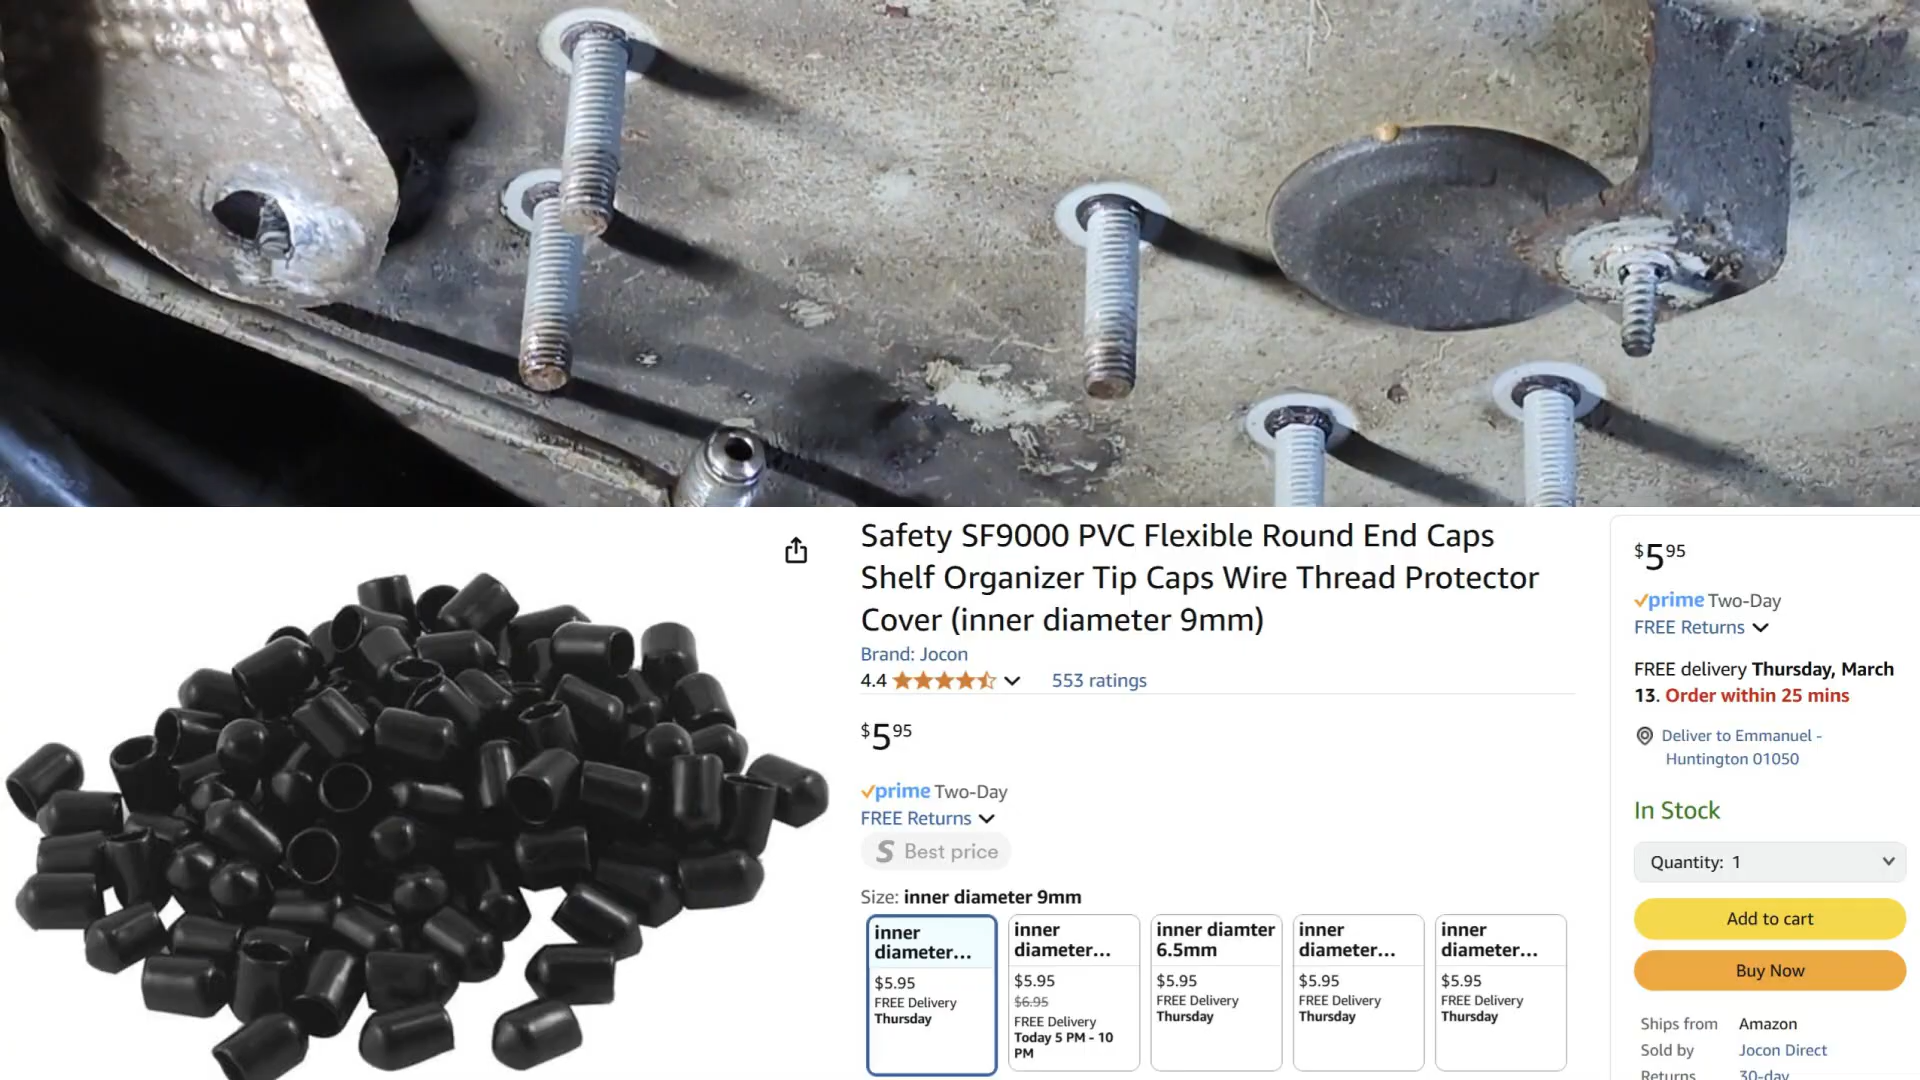 Safety SF9000 PVC Flexible Round End Caps
Shelf Organizer Tip Caps Wire Thread Protector
Cover (inner diameter 9mm)
Brand: Jocon
4.4
553 ratings
$5 95
prime Two-Day
FREE Returns
S Best price
Size: inner diameter 9mm
inner
diameter...
$5.95
FREE Delivery
Thursday
inner
diameter...
$5.95
$6.95
FREE Delivery
Today 5 PM - 10
PM
inner diamter
6.5mm
$5.95
FREE Delivery
Thursday
inner
diameter...
$5.95
FREE Delivery
Thursday
inner
diameter...
$5.95
FREE Delivery
Thursday
$5 95
prime Two-Day
FREE Returns
FREE delivery Thursday, March
13. Order within 25 mins
Deliver to Emmanuel -
Huntington 01050
In Stock
Quantity: 1
Add to cart
Buy Now
Ships from Amazon
Sold by Jocon Direct
Returns 30-day